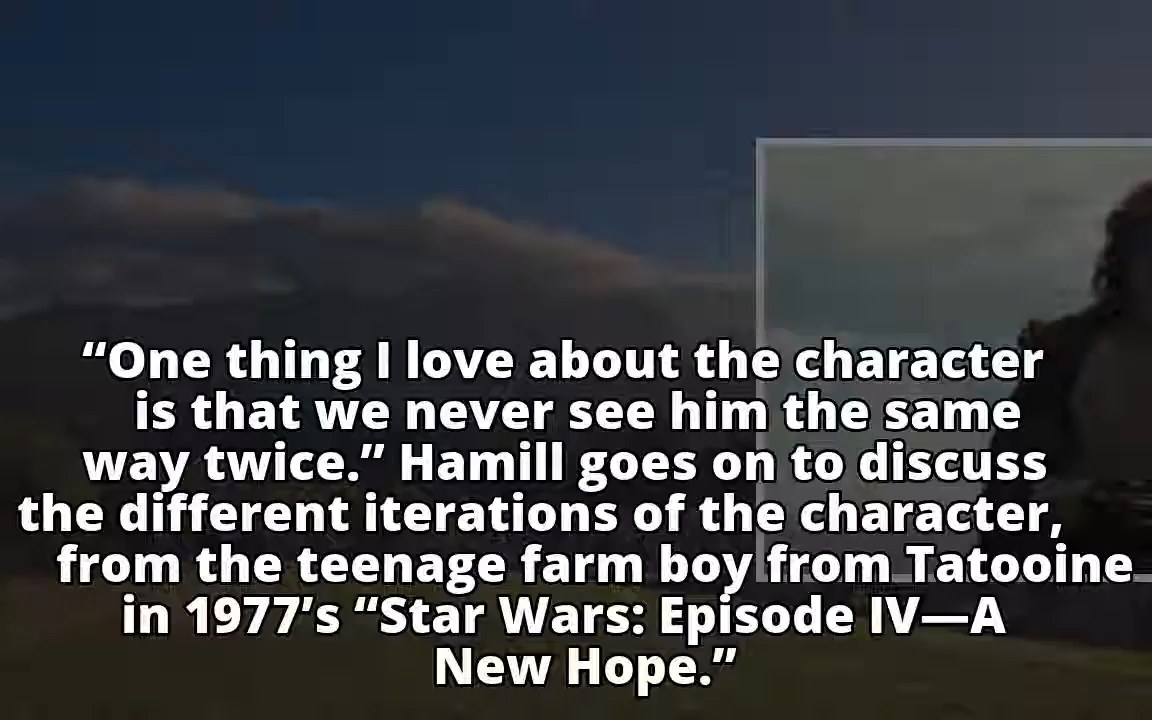 “One thing I love about the character
is that we never see him the same
way twice.” Hamill goes on to discuss
the different iterations of the character,
from the teenage farm boy from Tatooine
in 1977’s “Star Wars: Episode IV—A
New Hope.”